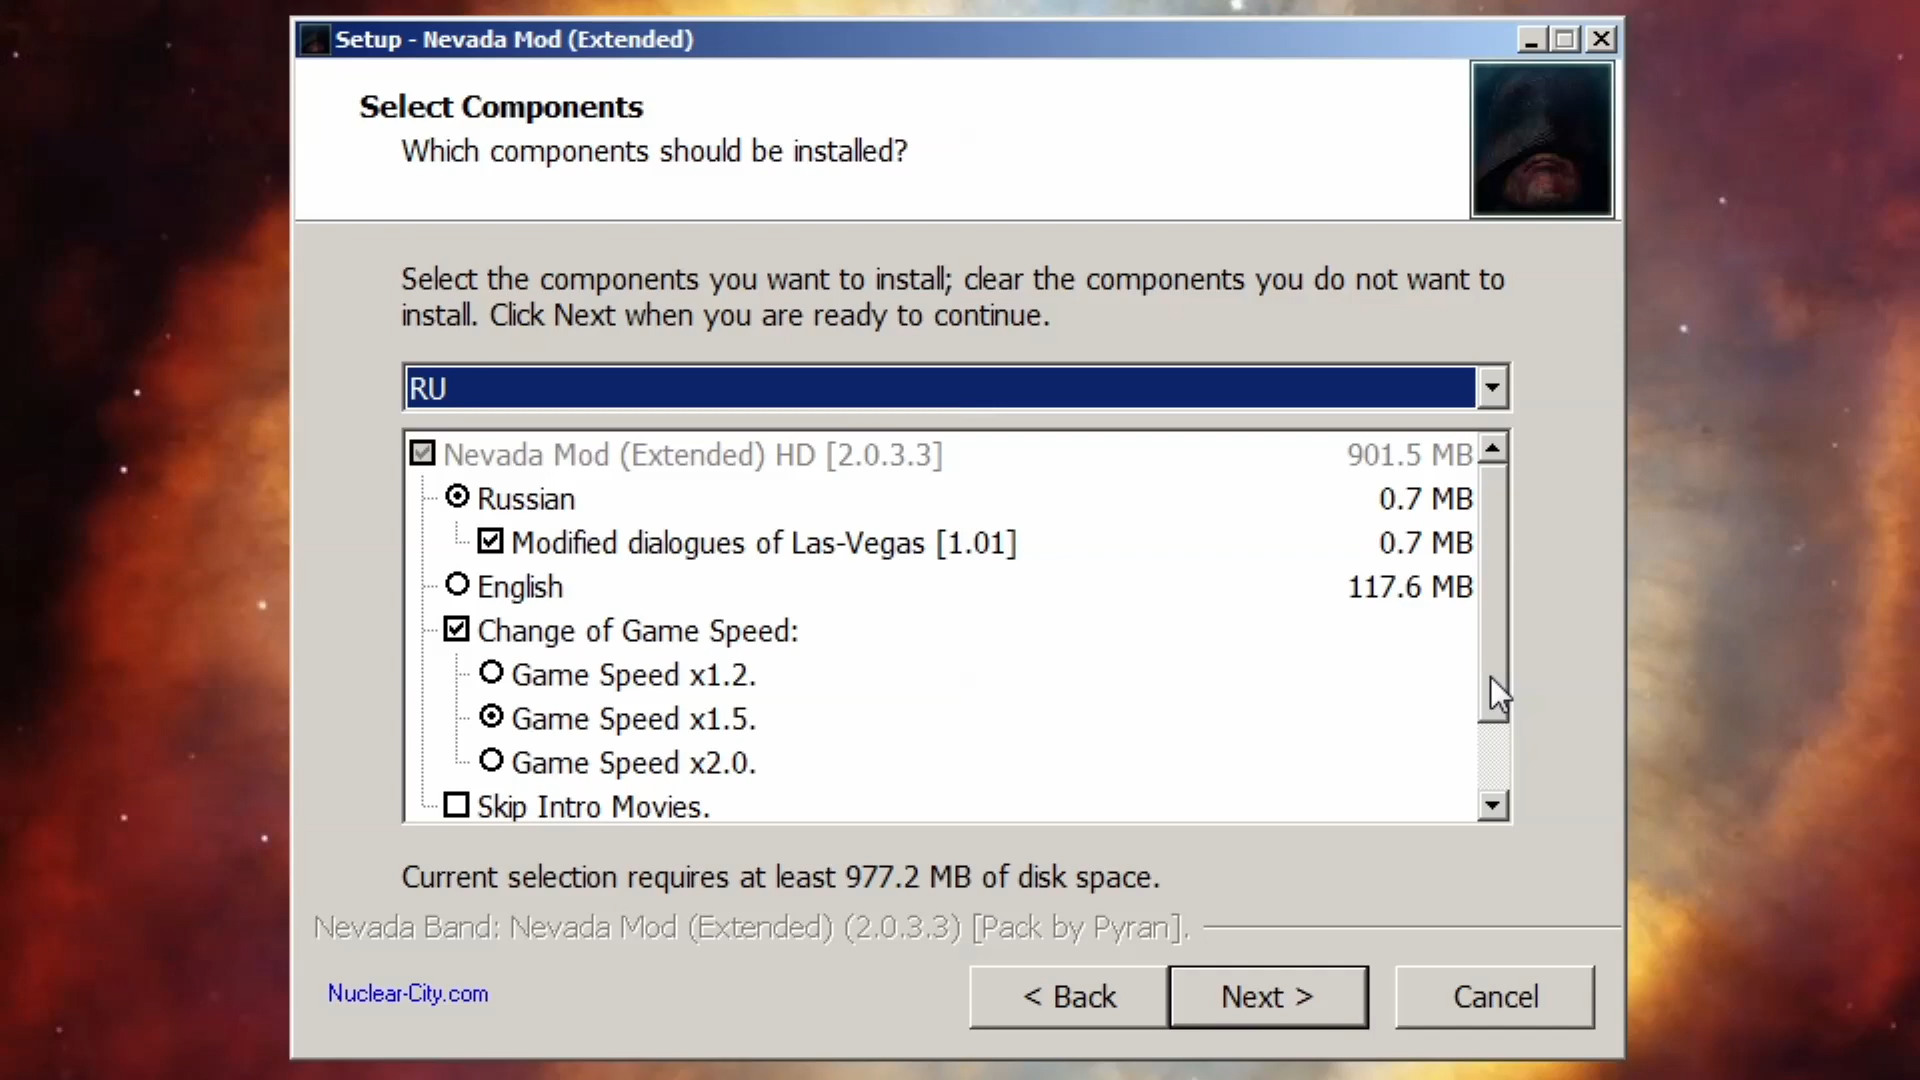 Setup - Nevada Mod (Extended)
Select Components
Which components should be installed?
Select the components you want to install; clear the components you do not want to
install. Click Next when you are ready to continue.
RU
Nevada Mod (Extended) HD [2.0.3.3] 901.5 MB
Russian 0.7 MB
Modified dialogues of Las-Vegas [1.01] 0.7 MB
English 117.6 MB
Change of Game Speed:
Game Speed x1.2.
Game Speed x1.5.
Game Speed x2.0.
Skip Intro Movies.
Current selection requires at least 977.2 MB of disk space.
Nevada Band: Nevada Mod (Extended) (2.0.3.3) [Pack by Pyran].
Nuclear-City.com
< Back Next > Cancel